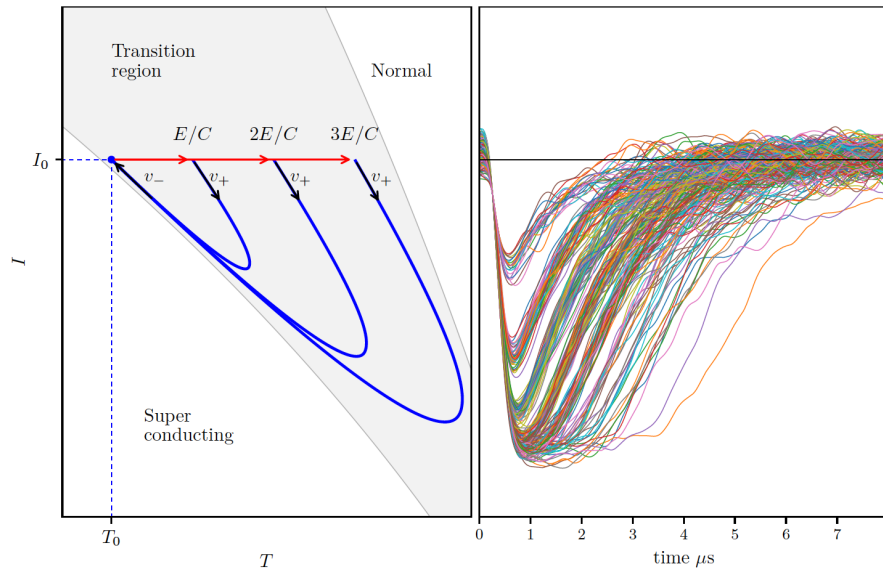 Transition
region
Normal
E/C
2E/C
3E/C
I₀
v₋
v₊
v₊
v₊
I
Super
conducting
T₀
T
0
1
2
3
4
5
6
7
time μs